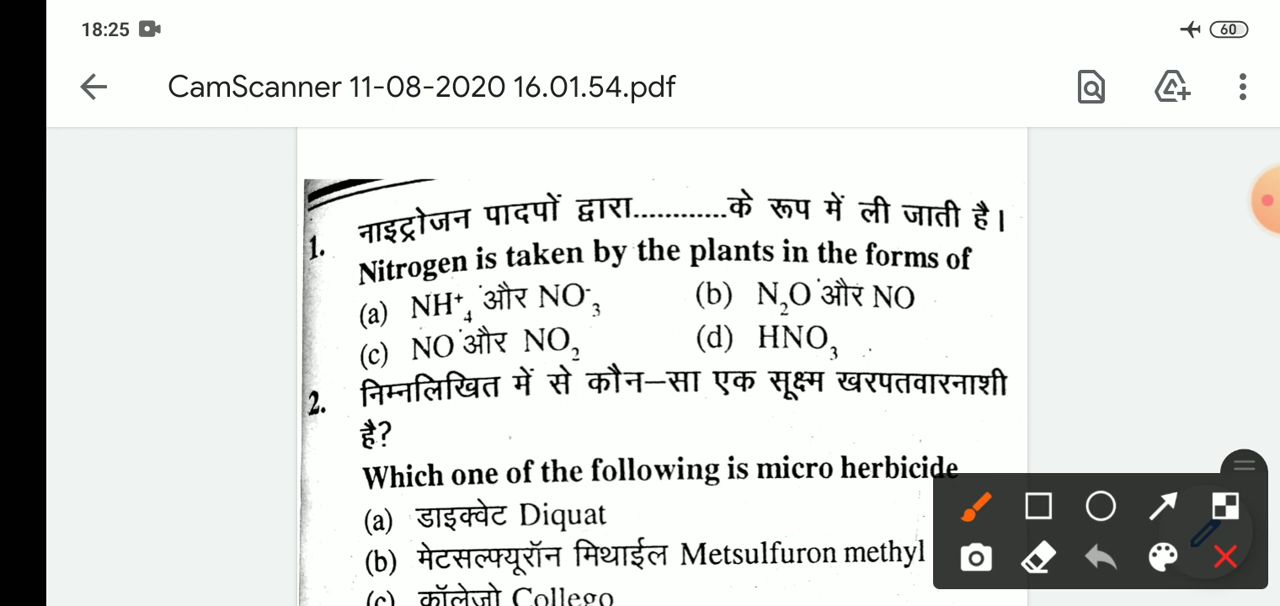 18:25
60
CamScanner 11-08-2020 16.01.54.pdf
1. नाइट्रोजन पादपों द्वारा............के रूप में ली जाती है।
Nitrogen is taken by the plants in the forms of
(a) NH⁺₄ और NO⁻₃ (b) N₂O और NO
(c) NO और NO₂ (d) HNO₃
2. निम्नलिखित में से कौन–सा एक सूक्ष्म खरपतवारनाशी
है?
Which one of the following is micro herbicide
(a) डाइक्वेट Diquat
(b) मेटसल्फ्यूरॉन मिथाईल Metsulfuron methyl
(c) कॉलेजो Collego